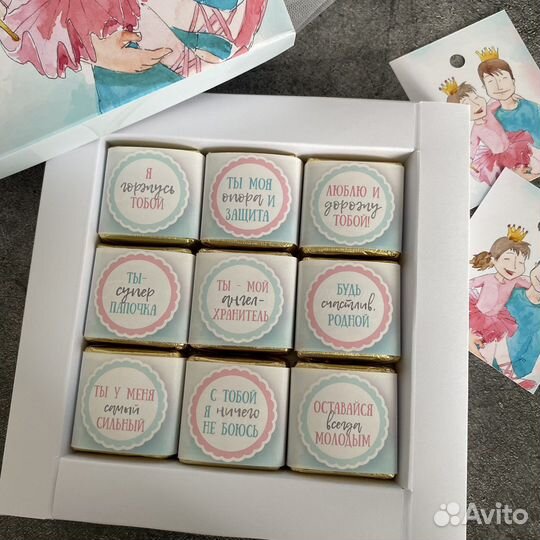 Я
горжусь
ТОБОЙ
ТЫ МОЯ
опора и
ЗАЩИТА
ЛЮБЛЮ И
дорожу
ТОБОЙ!
ТЫ-
супер
ПАПОЧКА
ТЫ - МОЙ
ангел-
ХРАНИТЕЛЬ
БУДЬ
счастлив,
РОДНОЙ
ТЫ У МЕНЯ
самый
СИЛЬНЫЙ
С ТОБОЙ
Я ничего
НЕ БОЮСЬ
ОСТАВАЙСЯ
всегда
МОЛОДЫМ
Avito